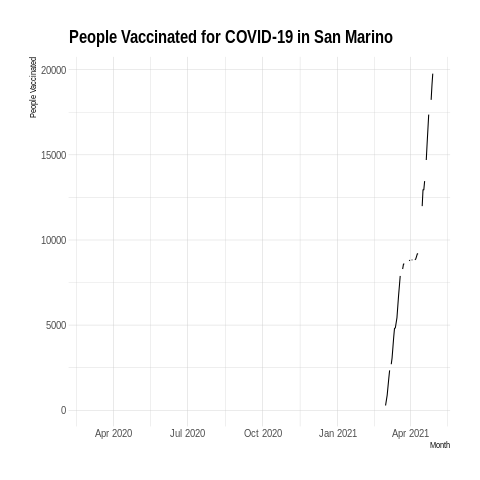 People Vaccinated for COVID-19 in San Marino
People Vaccinated
20000
15000
10000
5000
0
Apr 2020 Jul 2020 Oct 2020 Jan 2021 Apr 2021
Month